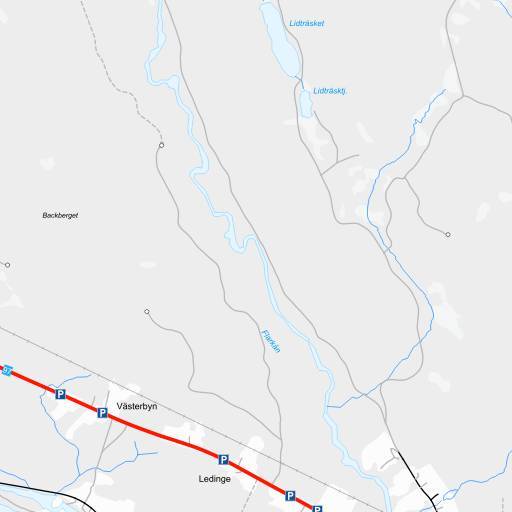 Lidträsket
Lidträsktj.
Backberget
Flarkån
Västerbyn
P
P
P
Ledinge
P
P